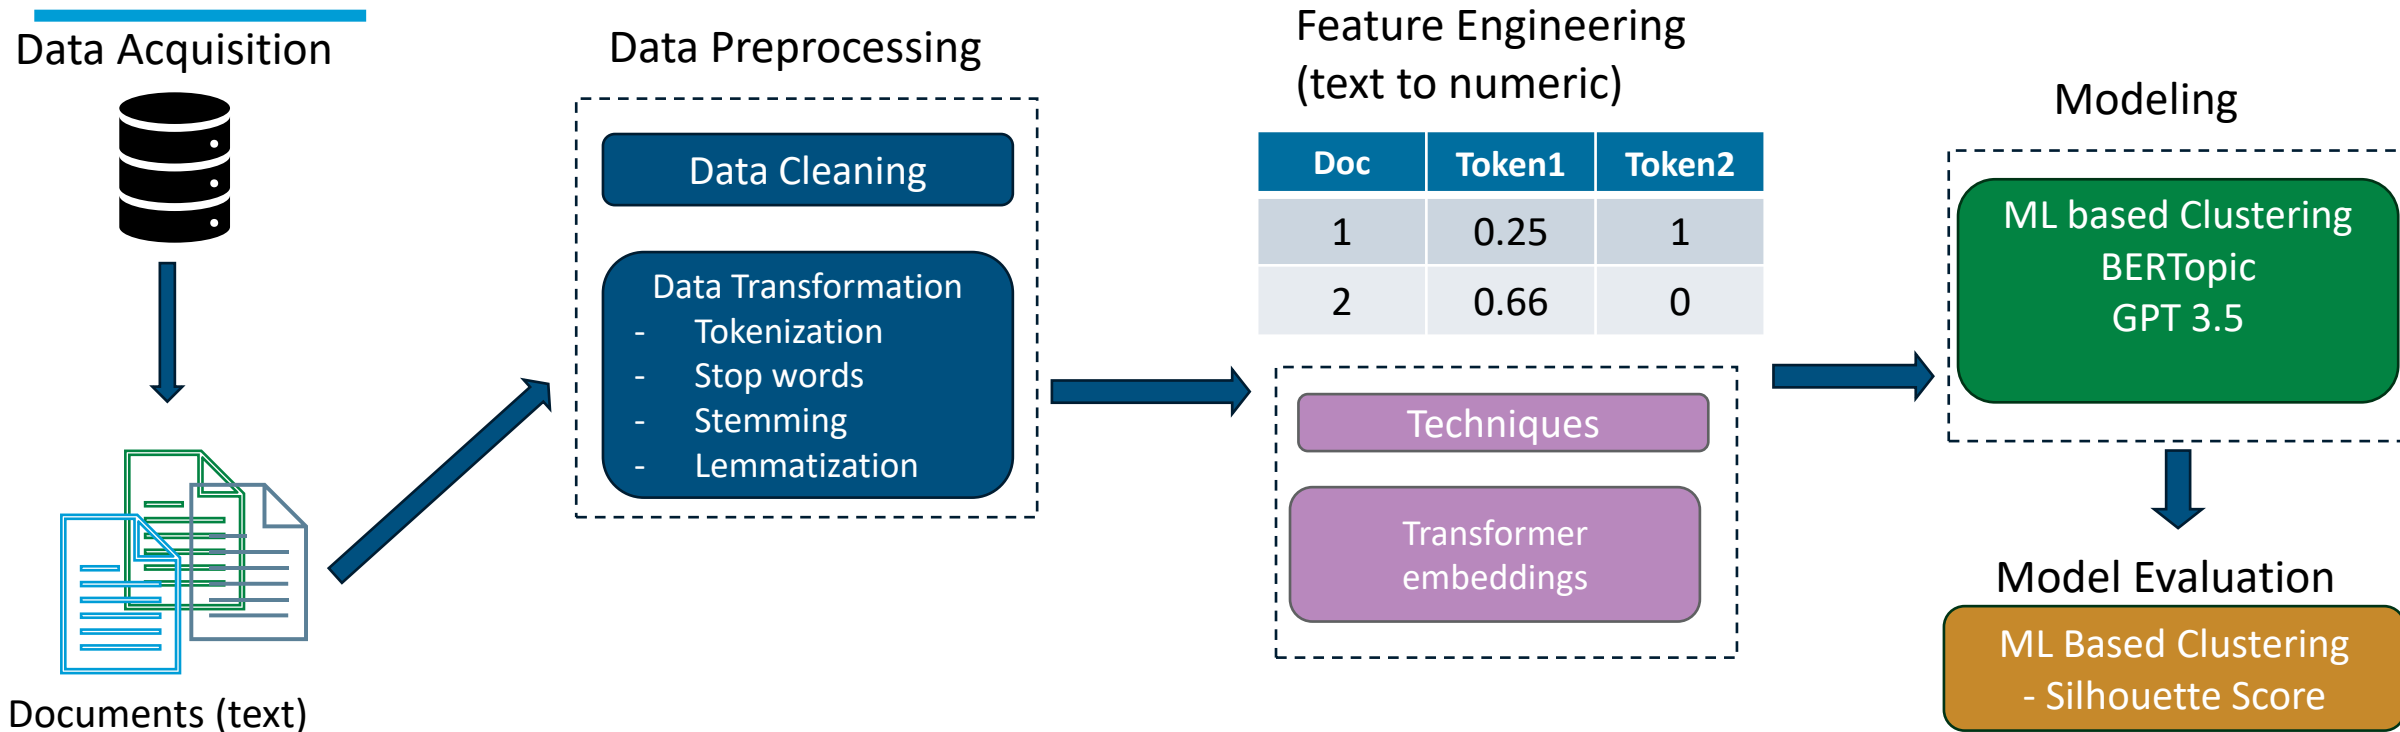 Data Acquisition
Documents (text)
Data Preprocessing
Data Cleaning
Data Transformation
- Tokenization
- Stop words
- Stemming
- Lemmatization
Feature Engineering
(text to numeric)
Doc Token1 Token2
1 0.25 1
2 0.66 0
Techniques
Transformer
embeddings
Modeling
ML based Clustering
BERTopic
GPT 3.5
Model Evaluation
ML Based Clustering
- Silhouette Score